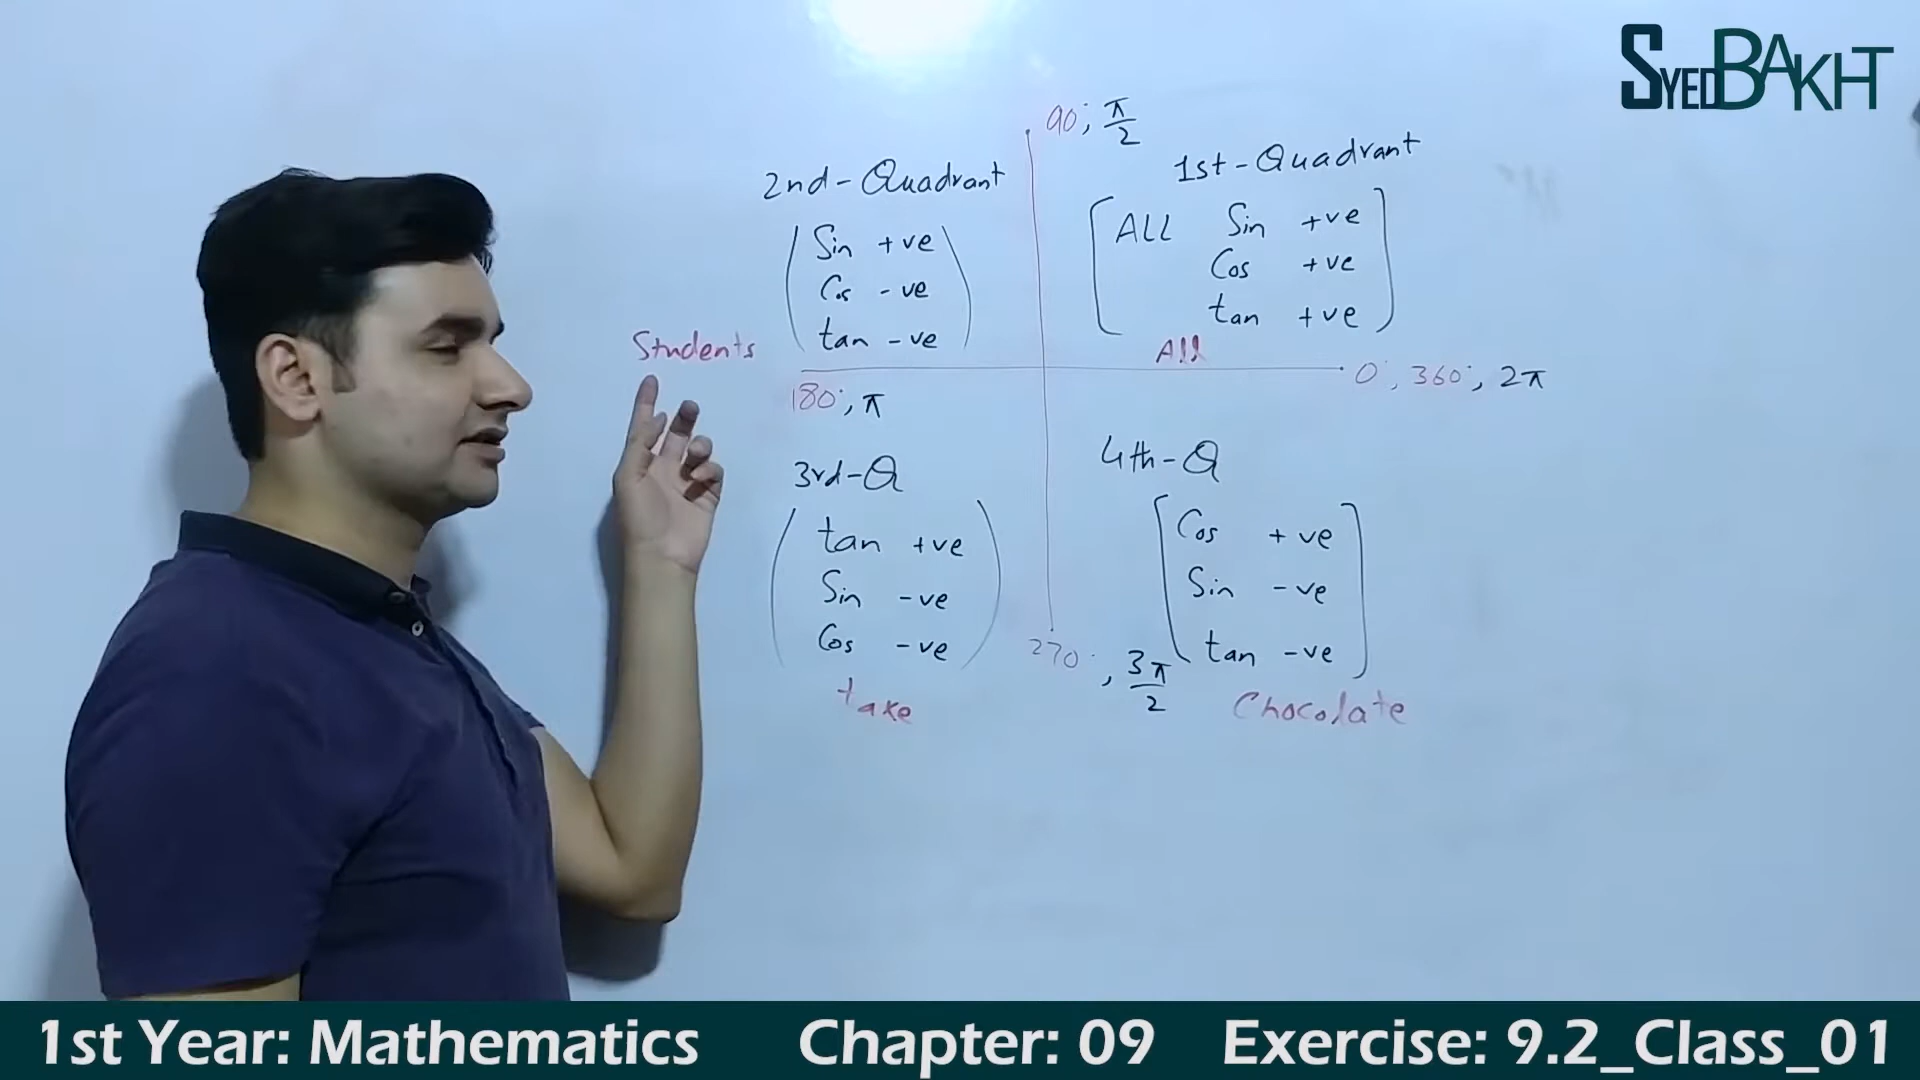 SYEDBAKHT
90°, π/2
2nd-Quadrant
Sin +ve
Cos -ve
tan -ve
Students
1st-Quadrant
ALL Sin +ve
Cos +ve
tan +ve
All
180°, π
0°, 360°, 2π
3rd-Q
tan +ve
Sin -ve
Cos -ve
take
4th-Q
Cos +ve
Sin -ve
tan -ve
270°, 3π/2
Chocolate
1st Year: Mathematics Chapter: 09 Exercise: 9.2_Class_01